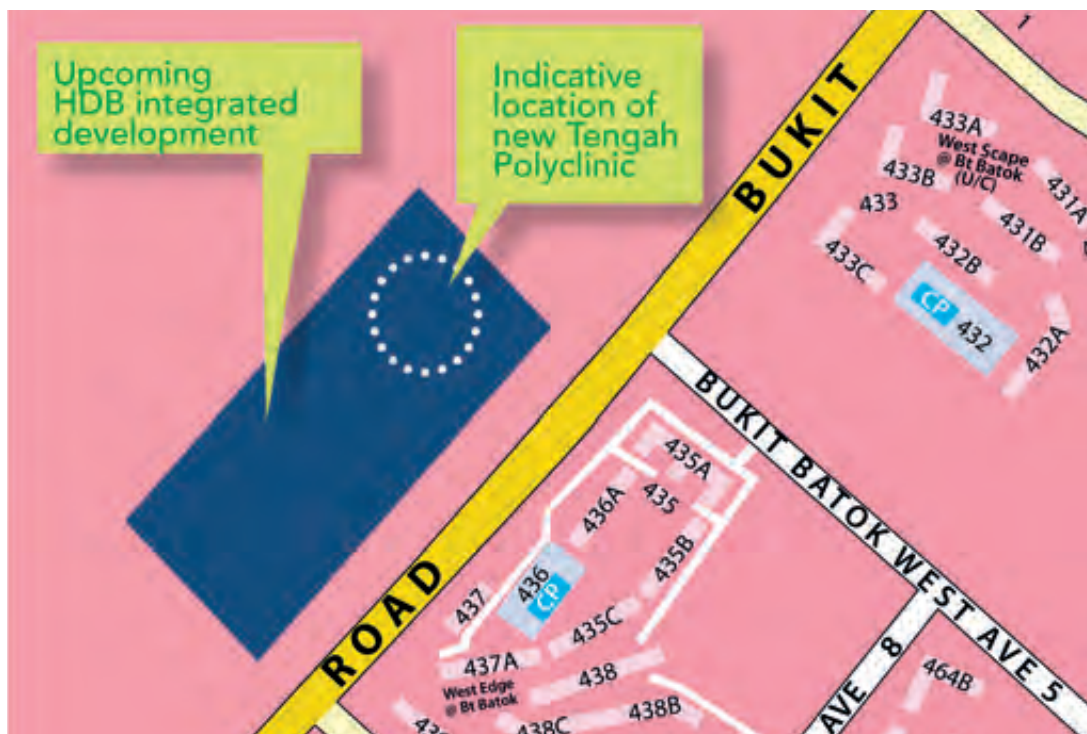 Upcoming
HDB integrated
development
Indicative
location of
new Tengah
Polyclinic
BUKIT
ROAD
1
433A
West Scape
@ Bt Batok
(U/C)
433B
431A
433
431B
432B
433C
CP
432
432A
BUKIT BATOK WEST AVE 5
435A
435
436A
435B
436
CP
437
435C
437A
West Edge
@ Bt Batok
438
438B
438C
AVE 8
464B